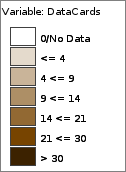 Variable: DataCards
0/No Data
<= 4
4 <= 9
9 <= 14
14 <= 21
21 <= 30
> 30